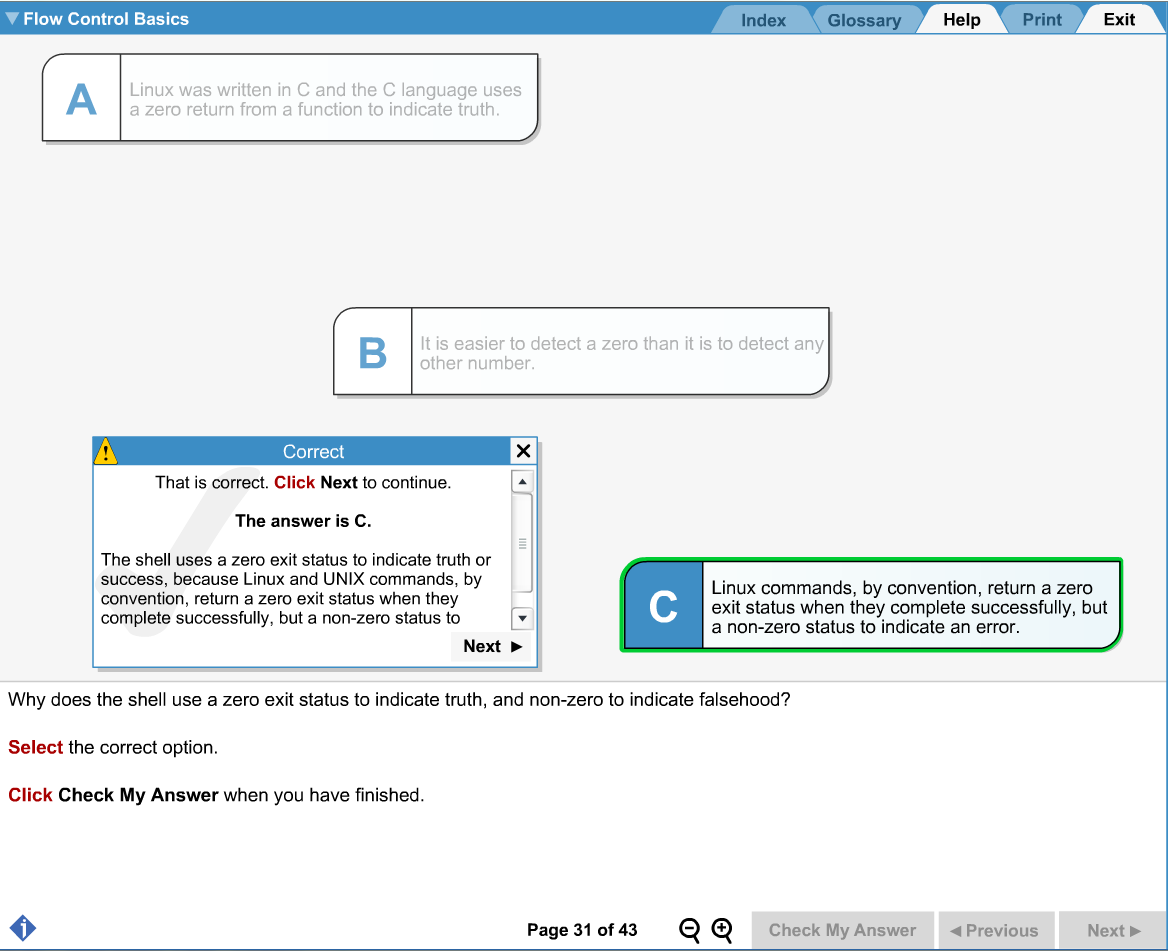 Flow Control Basics
Index
Glossary
Help
Print
Exit
A
Linux was written in C and the C language uses
a zero return from a function to indicate truth.
B
It is easier to detect a zero than it is to detect any
other number.
Correct
That is correct. Click Next to continue.
The answer is C.
The shell uses a zero exit status to indicate truth or
success, because Linux and UNIX commands, by
convention, return a zero exit status when they
complete successfully, but a non-zero status to
Next ►
C
Linux commands, by convention, return a zero
exit status when they complete successfully, but
a non-zero status to indicate an error.
Why does the shell use a zero exit status to indicate truth, and non-zero to indicate falsehood?
Select the correct option.
Click Check My Answer when you have finished.
Page 31 of 43
Check My Answer
◄ Previous
Next ►